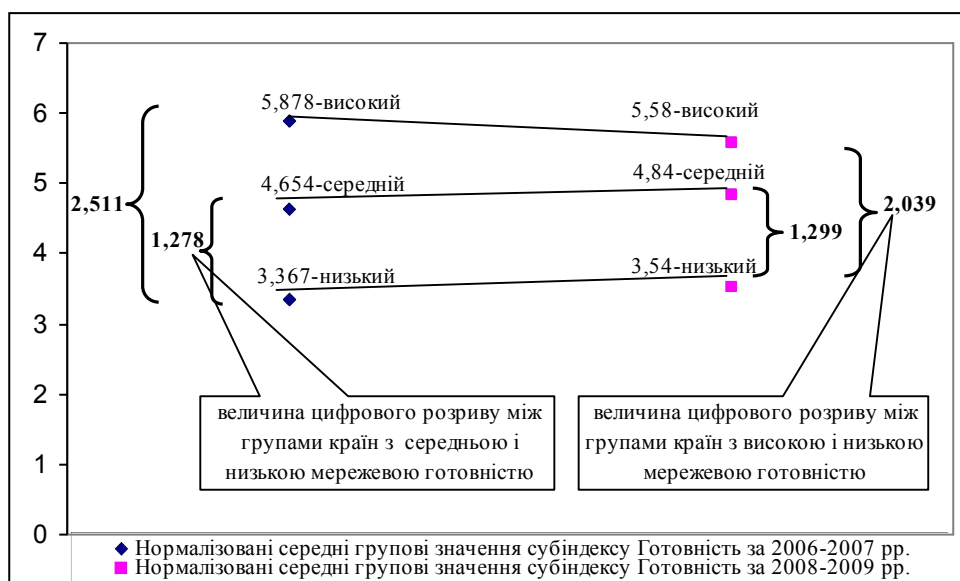 7
6
5
4
3
2
1
0
5,878-високий
5,58-високий
4,654-середній
4,84-середній
2,511
1,278
1,299
2,039
3,367-низький
3,54-низький
величина цифрового розриву між
групами країн з середньою і
низькою мережевою готовністю
величина цифрового розриву між
групами країн з високою і низькою
мережевою готовністю
Нормалізовані середні групові значення субіндексу Готовність за 2006-2007 рр.
Нормалізовані середні групові значення субіндексу Готовність за 2008-2009 рр.